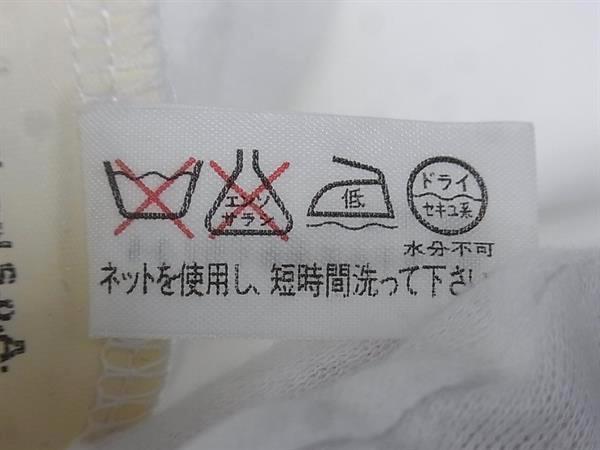 エンソ
サラシ
低
ドライ
セキユ系
水分不可
ネットを使用し、短時間洗って下さい